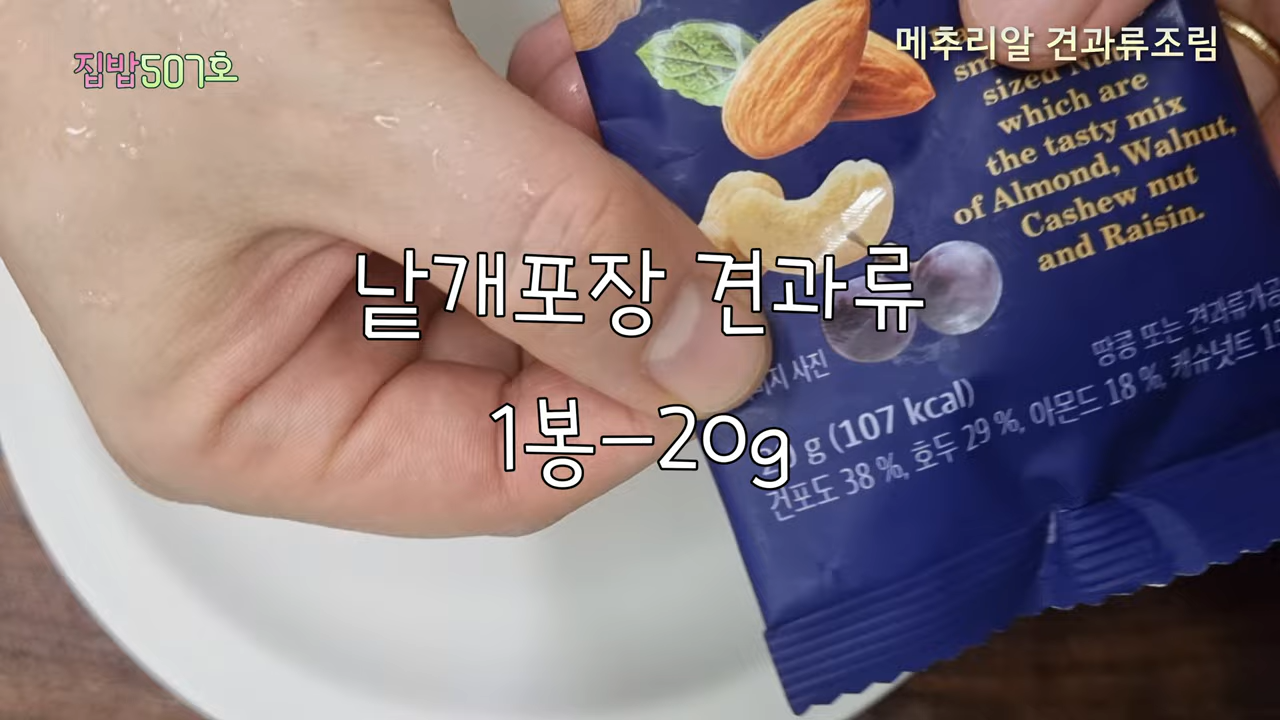 집밥507호
메추리알 견과류조림
sized Nut
which are
the tasty mix
of Almond, Walnut,
Cashew nut
and Raisin.
낱개포장 견과류
1봉-20g
사진
땅콩 또는 견과류가공
g (107 kcal)
건포도 38 %, 호두 29 %, 아몬드 18 %, 캐슈넛트